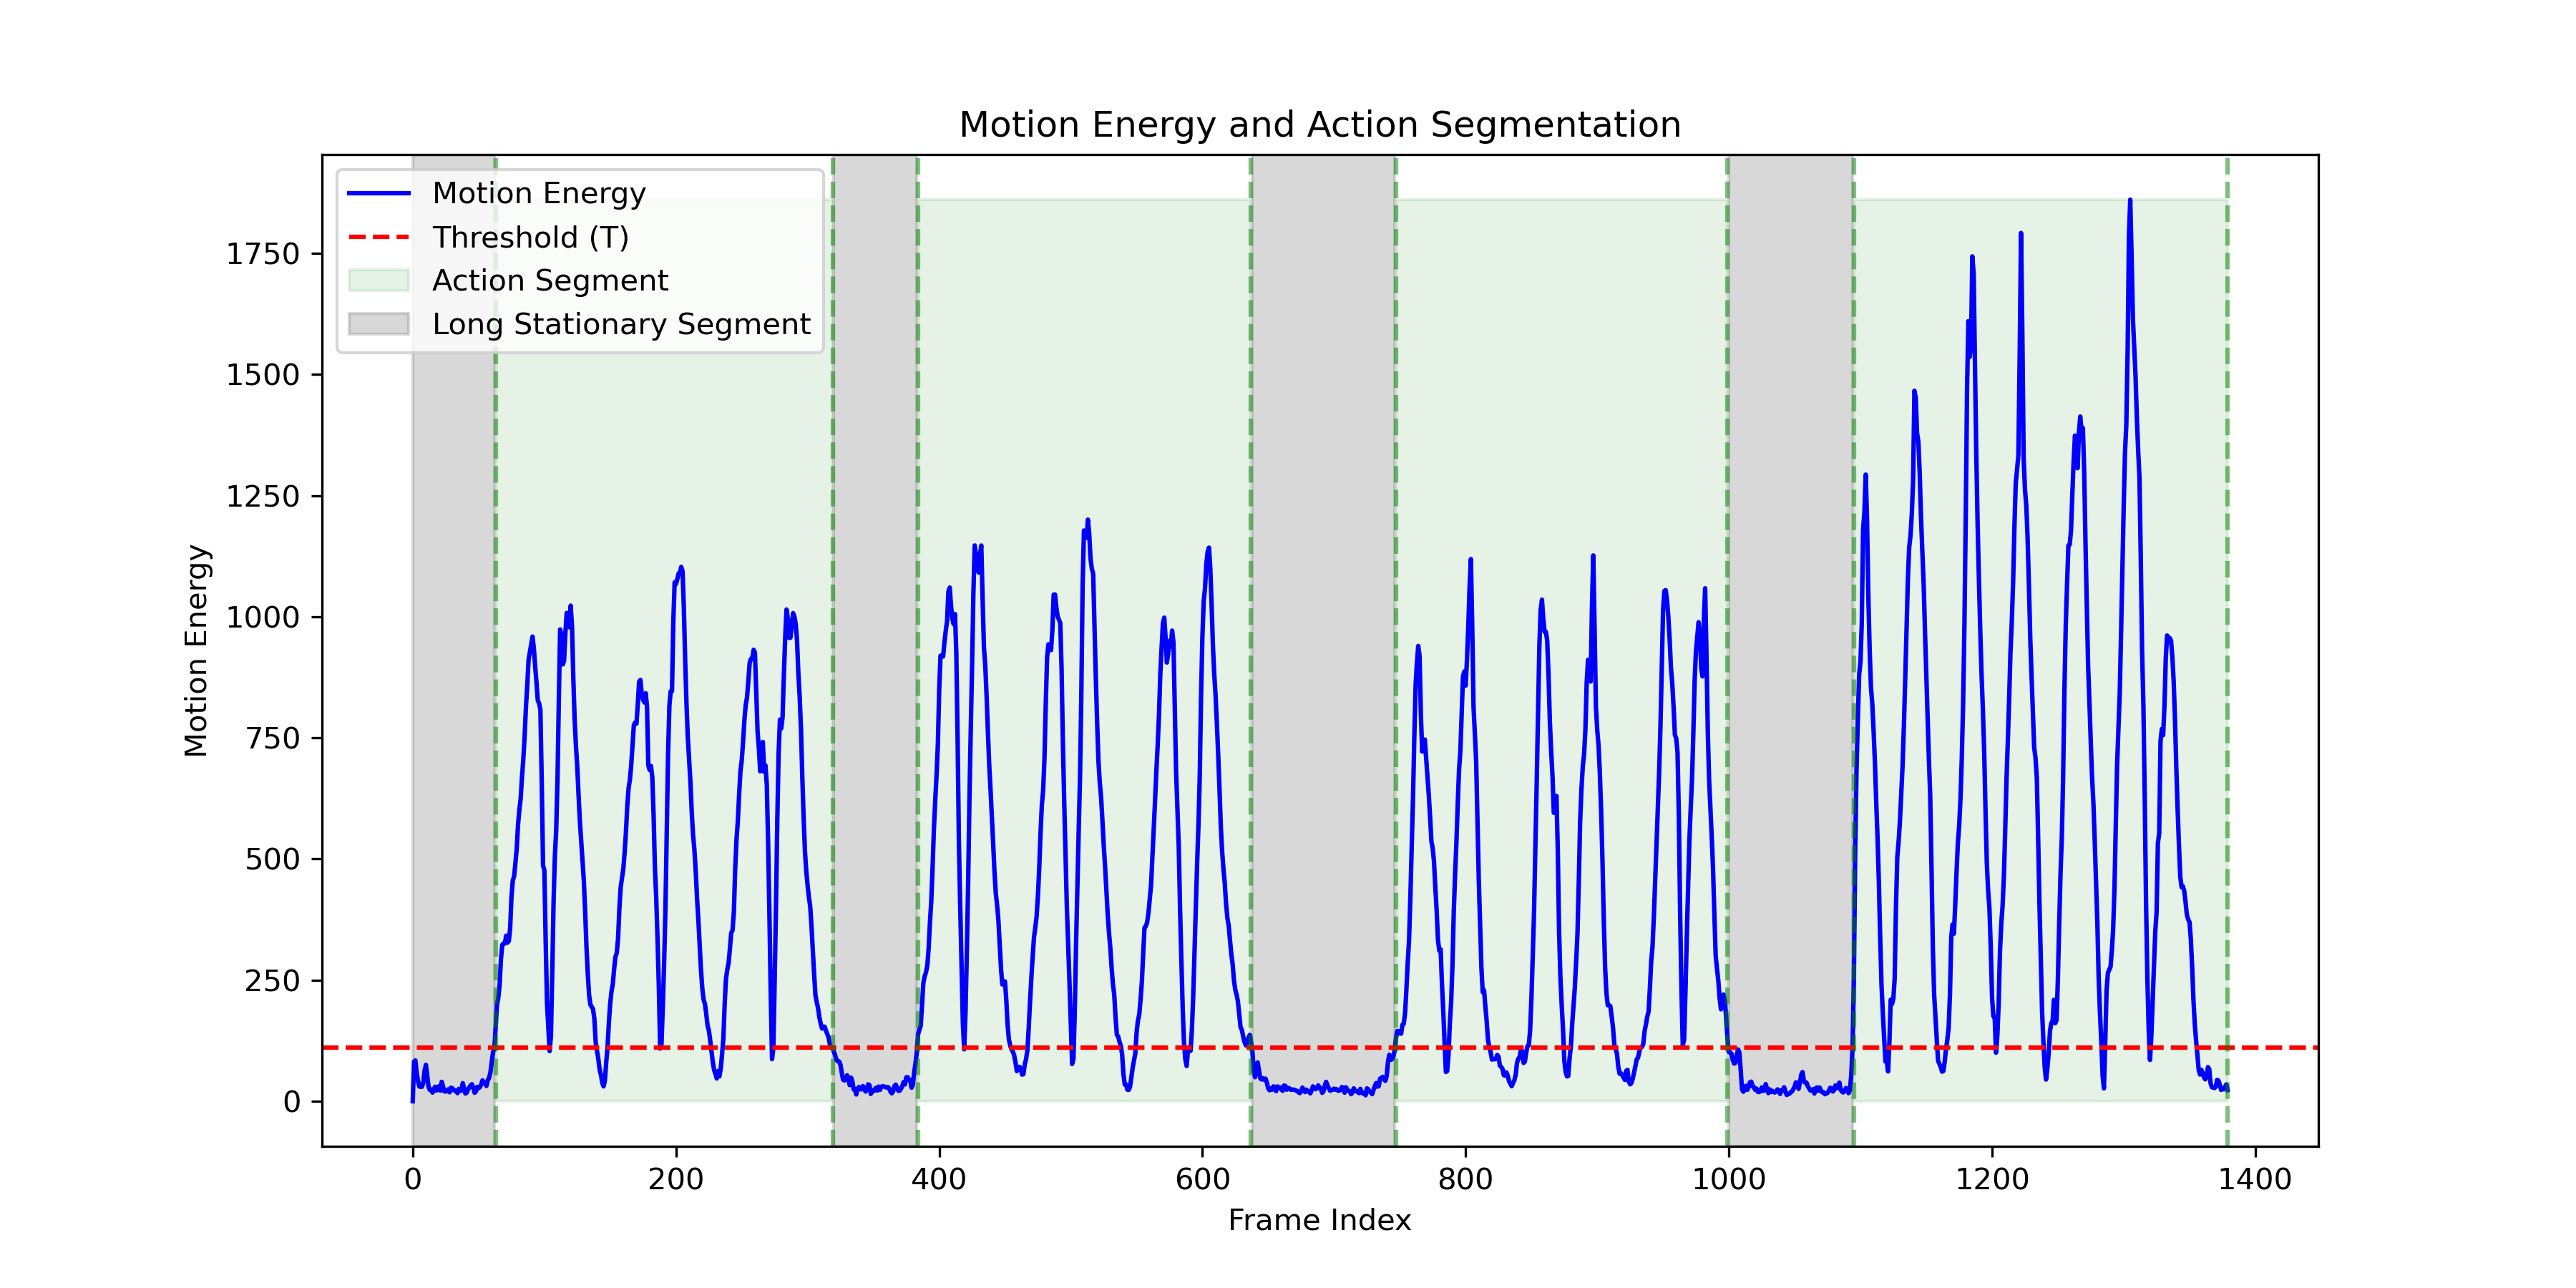 Motion Energy and Action Segmentation
Motion Energy
Threshold (T)
Action Segment
Long Stationary Segment
Motion Energy
1750
1500
1250
1000
750
500
250
0
0 200 400 600 800 1000 1200 1400
Frame Index